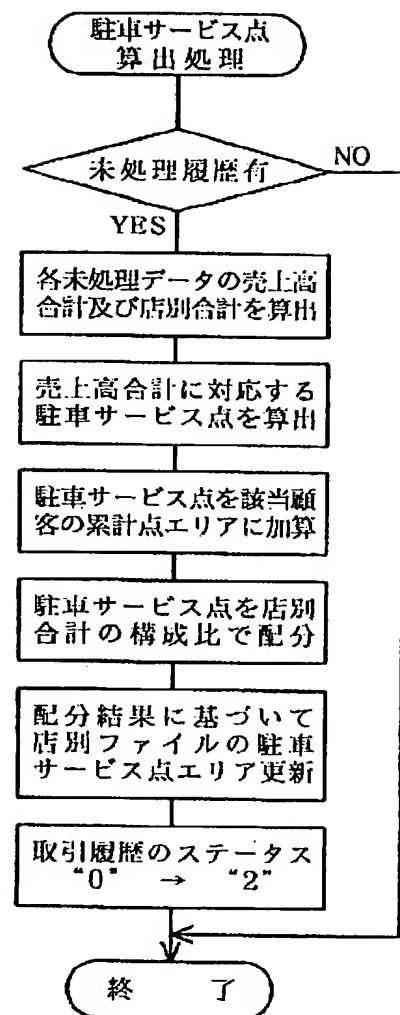 駐車サービス点
算出処理
未処理履歴有
NO
YES
各未処理データの売上高
合計及び店別合計を算出
売上高合計に対応する
駐車サービス点を算出
駐車サービス点を該当顧
客の累計点エリアに加算
駐車サービス点を店別
合計の構成比で配分
配分結果に基づいて
店別ファイルの駐車
サービス点エリア更新
取引履歴のステータス
“0” → “2”
終 了